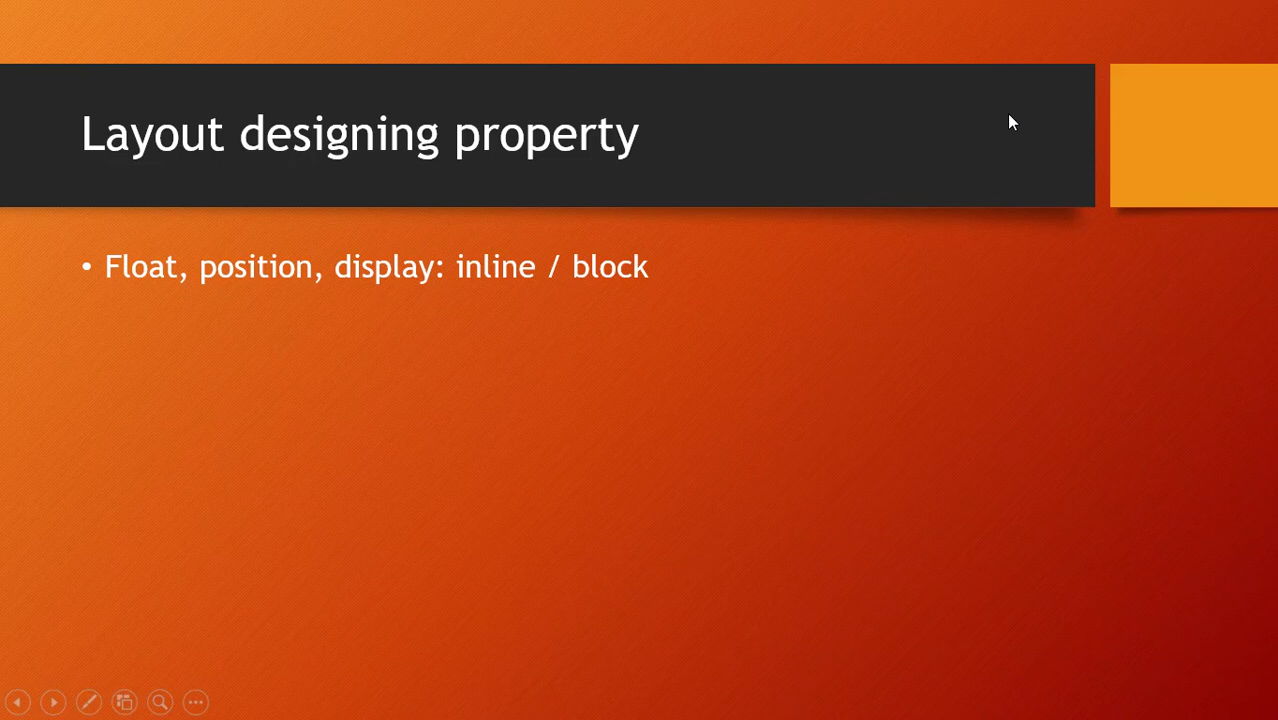 Layout designing property
• Float, position, display: inline / block